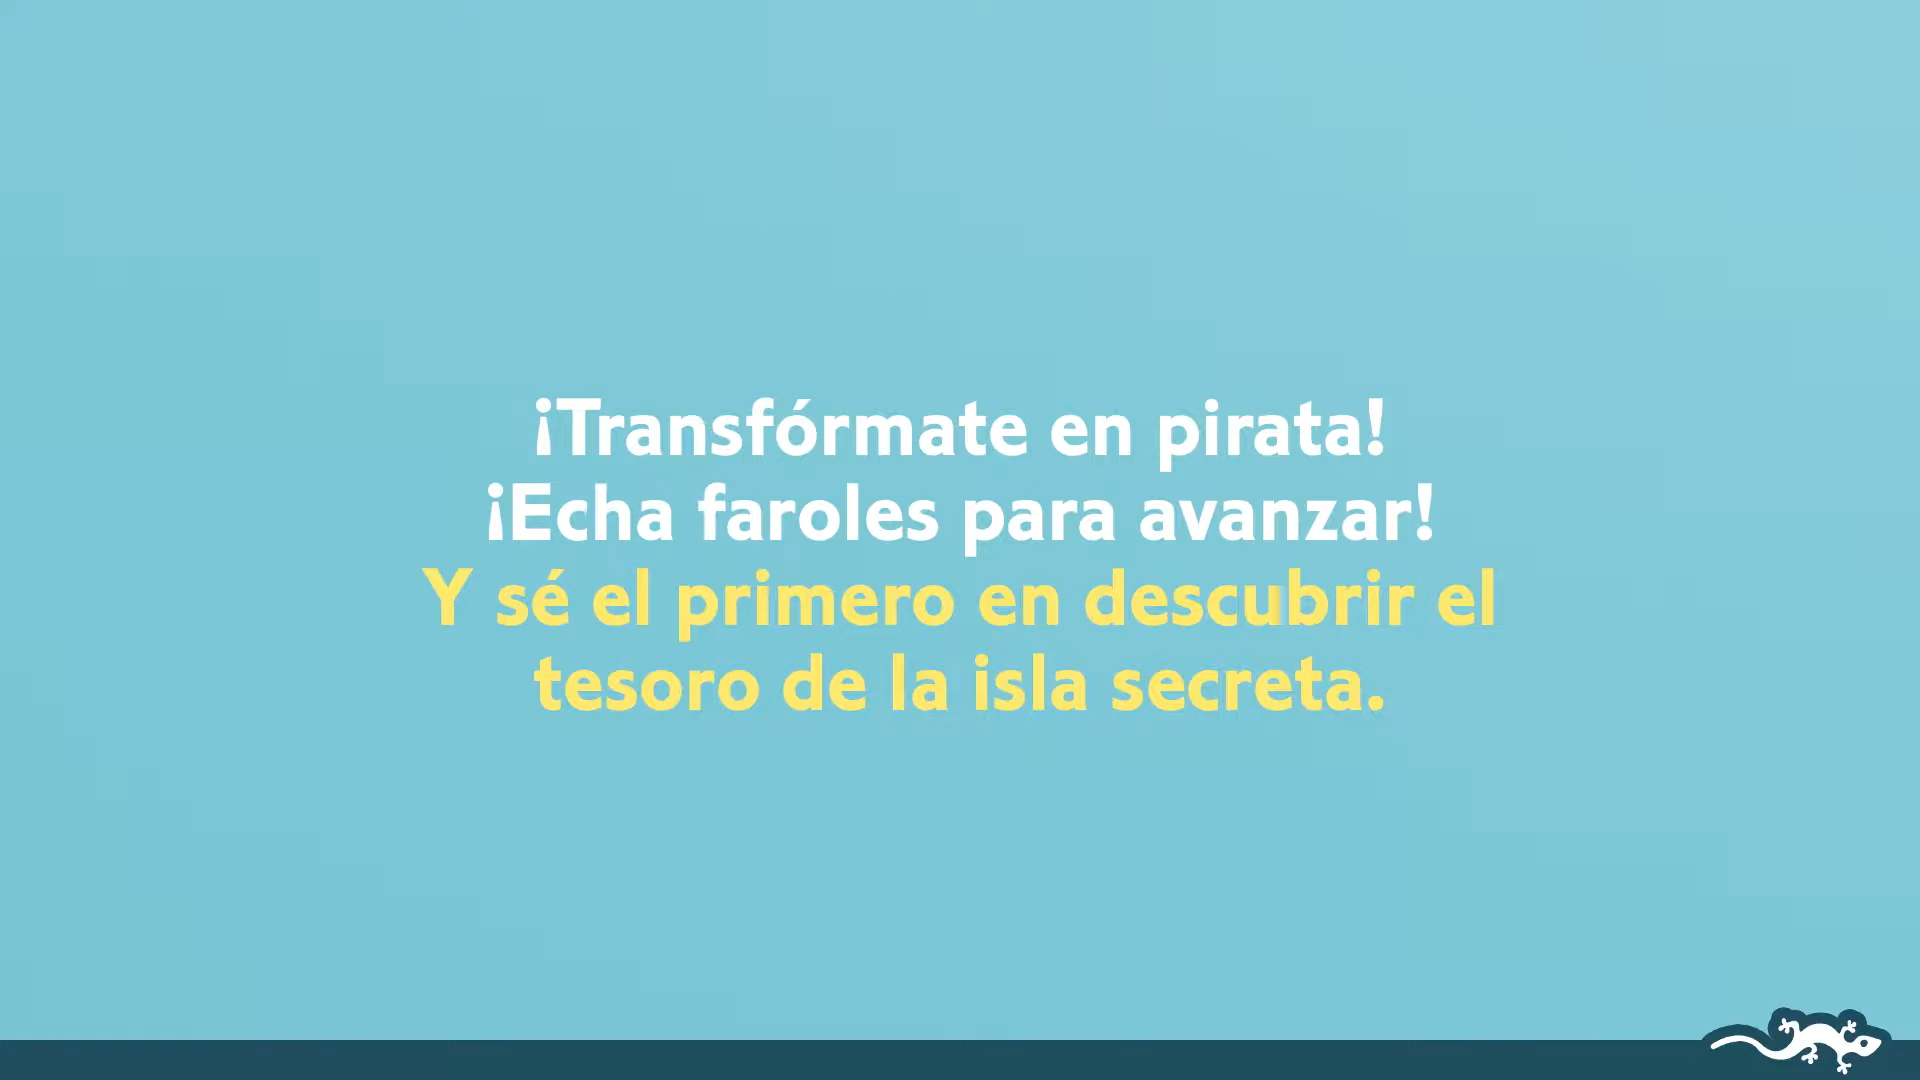 ¡Transfórmate en pirata!
¡Echa faroles para avanzar!
Y sé el primero en descubrir el
tesoro de la isla secreta.